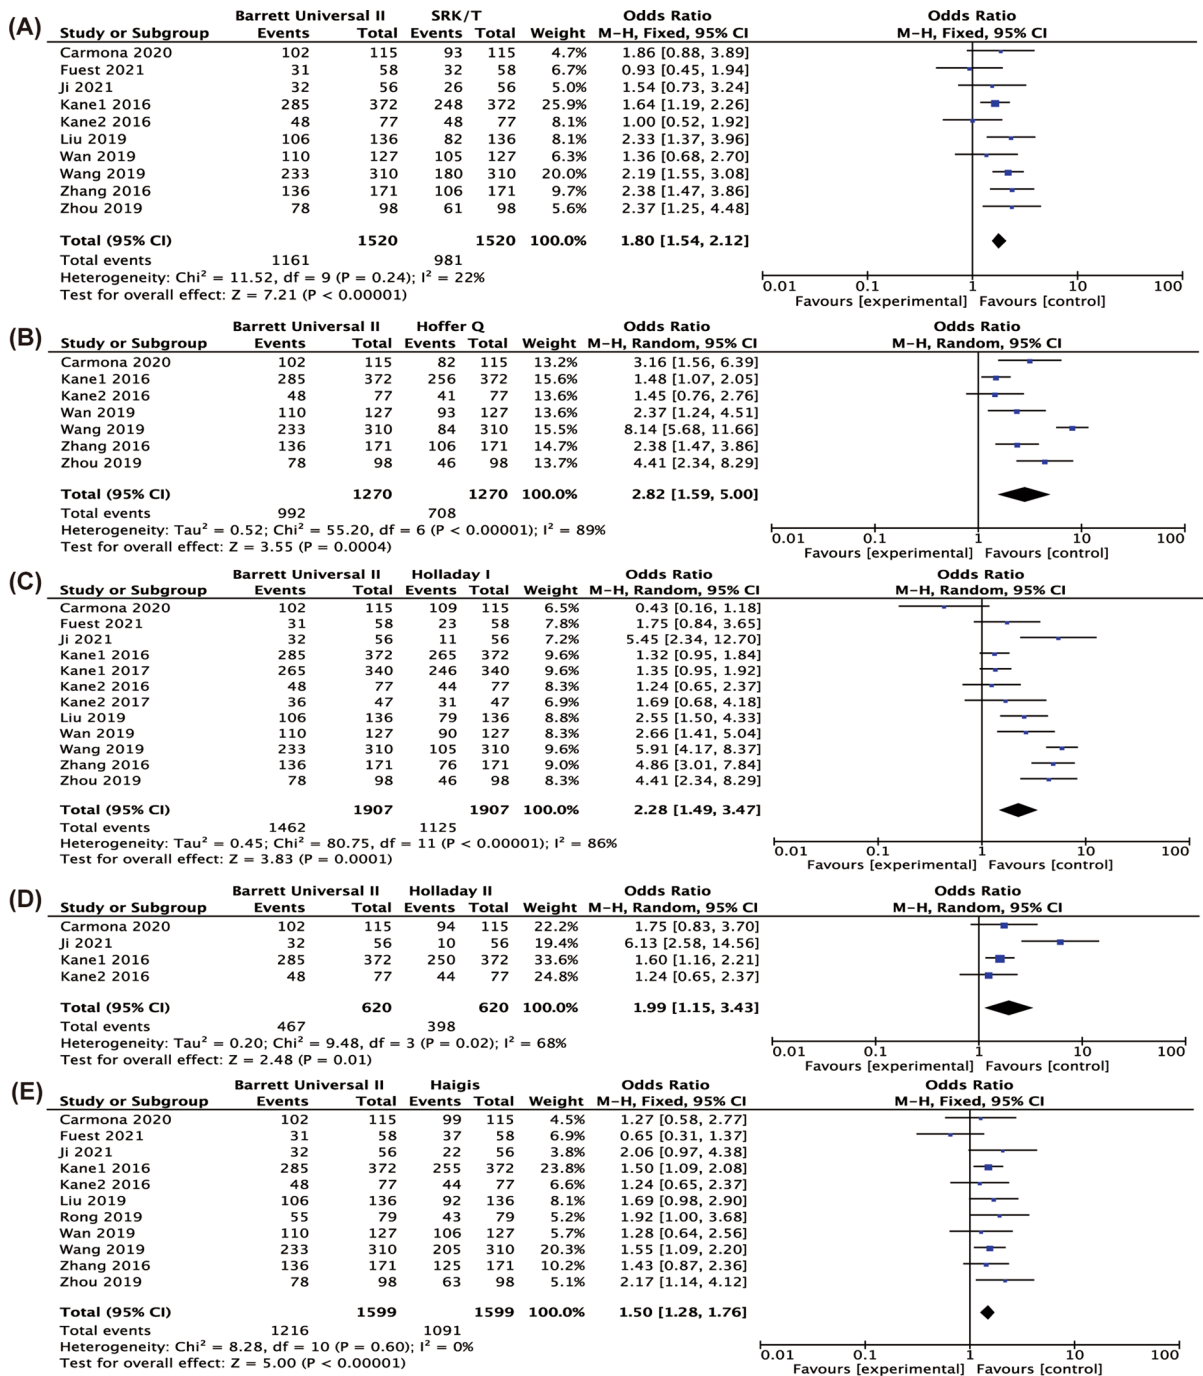 (A)
Barrett Universal II SRK/T Odds Ratio Odds Ratio
Study or Subgroup Events Total Events Total Weight M-H, Fixed, 95% CI M-H, Fixed, 95% CI
Carmona 2020 102 115 93 115 4.7% 1.86 [0.88, 3.89]
Fuest 2021 31 58 32 58 6.7% 0.93 [0.45, 1.94]
Ji 2021 32 56 26 56 5.0% 1.54 [0.73, 3.24]
Kane1 2016 285 372 248 372 25.9% 1.64 [1.19, 2.26]
Kane2 2016 48 77 48 77 8.1% 1.00 [0.52, 1.92]
Liu 2019 106 136 82 136 8.1% 2.33 [1.37, 3.96]
Wan 2019 110 127 105 127 6.3% 1.36 [0.68, 2.70]
Wang 2019 233 310 180 310 20.0% 2.19 [1.55, 3.08]
Zhang 2016 136 171 106 171 9.7% 2.38 [1.47, 3.86]
Zhou 2019 78 98 61 98 5.6% 2.37 [1.25, 4.48]
Total (95% CI) 1520 1520 100.0% 1.80 [1.54, 2.12]
Total events 1161 981
Heterogeneity: Chi² = 11.52, df = 9 (P = 0.24); I² = 22%
Test for overall effect: Z = 7.21 (P < 0.00001)
0.01 0.1 1 10 100
Favours [experimental] Favours [control]
(B)
Barrett Universal II Hoffer Q Odds Ratio Odds Ratio
Study or Subgroup Events Total Events Total Weight M-H, Random, 95% CI M-H, Random, 95% CI
Carmona 2020 102 115 82 115 13.2% 3.16 [1.56, 6.39]
Kane1 2016 285 372 256 372 15.6% 1.48 [1.07, 2.05]
Kane2 2016 48 77 41 77 13.6% 1.45 [0.76, 2.76]
Wan 2019 110 127 93 127 13.6% 2.37 [1.24, 4.51]
Wang 2019 233 310 84 310 15.5% 8.14 [5.68, 11.66]
Zhang 2016 136 171 106 171 14.7% 2.38 [1.47, 3.86]
Zhou 2019 78 98 46 98 13.7% 4.41 [2.34, 8.29]
Total (95% CI) 1270 1270 100.0% 2.82 [1.59, 5.00]
Total events 992 708
Heterogeneity: Tau² = 0.52; Chi² = 55.20, df = 6 (P < 0.00001); I² = 89%
Test for overall effect: Z = 3.55 (P = 0.0004)
0.01 0.1 1 10 100
Favours [experimental] Favours [control]
(C)
Barrett Universal II Holladay I Odds Ratio Odds Ratio
Study or Subgroup Events Total Events Total Weight M-H, Random, 95% CI M-H, Random, 95% CI
Carmona 2020 102 115 109 115 6.5% 0.43 [0.16, 1.18]
Fuest 2021 31 58 23 58 7.8% 1.75 [0.84, 3.65]
Ji 2021 32 56 11 56 7.2% 5.45 [2.34, 12.70]
Kane1 2016 285 372 265 372 9.6% 1.32 [0.95, 1.84]
Kane1 2017 265 340 246 340 9.6% 1.35 [0.95, 1.92]
Kane2 2016 48 77 44 77 8.3% 1.24 [0.65, 2.37]
Kane2 2017 36 47 31 47 6.9% 1.69 [0.68, 4.18]
Liu 2019 106 136 79 136 8.8% 2.55 [1.50, 4.33]
Wan 2019 110 127 90 127 8.3% 2.66 [1.41, 5.04]
Wang 2019 233 310 105 310 9.6% 5.91 [4.17, 8.37]
Zhang 2016 136 171 76 171 9.0% 4.86 [3.01, 7.84]
Zhou 2019 78 98 46 98 8.3% 4.41 [2.34, 8.29]
Total (95% CI) 1907 1907 100.0% 2.28 [1.49, 3.47]
Total events 1462 1125
Heterogeneity: Tau² = 0.45; Chi² = 80.75, df = 11 (P < 0.00001); I² = 86%
Test for overall effect: Z = 3.83 (P = 0.0001)
0.01 0.1 1 10 100
Favours [experimental] Favours [control]
(D)
Barrett Universal II Holladay II Odds Ratio Odds Ratio
Study or Subgroup Events Total Events Total Weight M-H, Random, 95% CI M-H, Random, 95% CI
Carmona 2020 102 115 94 115 22.2% 1.75 [0.83, 3.70]
Ji 2021 32 56 10 56 19.4% 6.13 [2.58, 14.56]
Kane1 2016 285 372 250 372 33.6% 1.60 [1.16, 2.21]
Kane2 2016 48 77 44 77 24.8% 1.24 [0.65, 2.37]
Total (95% CI) 620 620 100.0% 1.99 [1.15, 3.43]
Total events 467 398
Heterogeneity: Tau² = 0.20; Chi² = 9.48, df = 3 (P = 0.02); I² = 68%
Test for overall effect: Z = 2.48 (P = 0.01)
0.01 0.1 1 10 100
Favours [experimental] Favours [control]
(E)
Barrett Universal II Haigis Odds Ratio Odds Ratio
Study or Subgroup Events Total Events Total Weight M-H, Fixed, 95% CI M-H, Fixed, 95% CI
Carmona 2020 102 115 99 115 4.5% 1.27 [0.58, 2.77]
Fuest 2021 31 58 37 58 6.9% 0.65 [0.31, 1.37]
Ji 2021 32 56 22 56 3.8% 2.06 [0.97, 4.38]
Kane1 2016 285 372 255 372 23.8% 1.50 [1.09, 2.08]
Kane2 2016 48 77 44 77 6.6% 1.24 [0.65, 2.37]
Liu 2019 106 136 92 136 8.1% 1.69 [0.98, 2.90]
Rong 2019 55 79 43 79 5.2% 1.92 [1.00, 3.68]
Wan 2019 110 127 106 127 5.7% 1.28 [0.64, 2.56]
Wang 2019 233 310 205 310 20.3% 1.55 [1.09, 2.20]
Zhang 2016 136 171 125 171 10.2% 1.43 [0.87, 2.36]
Zhou 2019 78 98 63 98 5.1% 2.17 [1.14, 4.12]
Total (95% CI) 1599 1599 100.0% 1.50 [1.28, 1.76]
Total events 1216 1091
Heterogeneity: Chi² = 8.28, df = 10 (P = 0.60); I² = 0%
Test for overall effect: Z = 5.00 (P < 0.00001)
0.01 0.1 1 10 100
Favours [experimental] Favours [control]